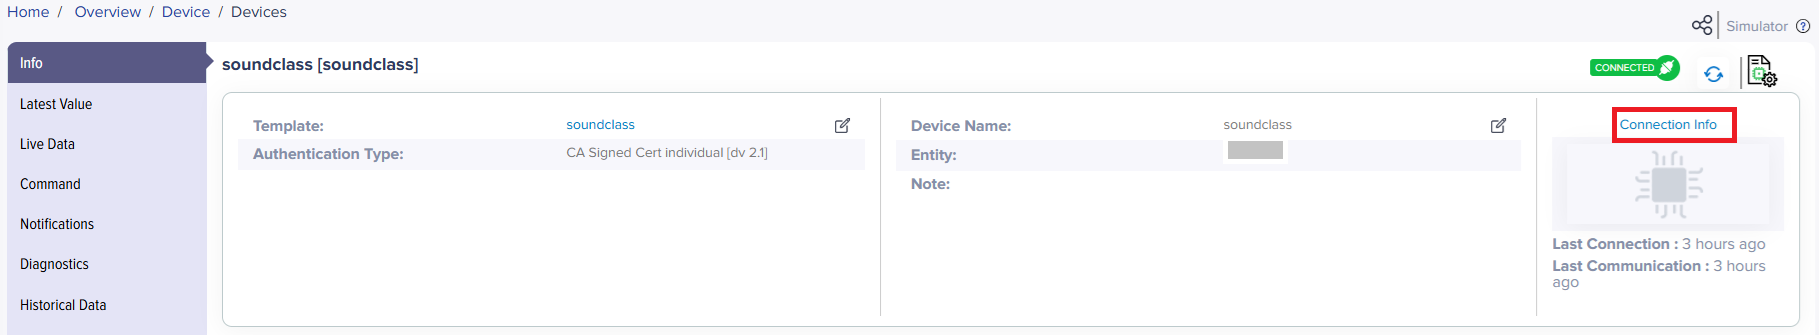 Home / Overview / Device / Devices
Simulator ?
Info
soundclass [soundclass]
CONNECTED
Latest Value
Live Data
Command
Notifications
Diagnostics
Historical Data
Template: soundclass
Authentication Type: CA Signed Cert individual [dv 2.1]
Device Name: soundclass
Entity:
Note:
Connection Info
Last Connection : 3 hours ago
Last Communication : 3 hours
ago